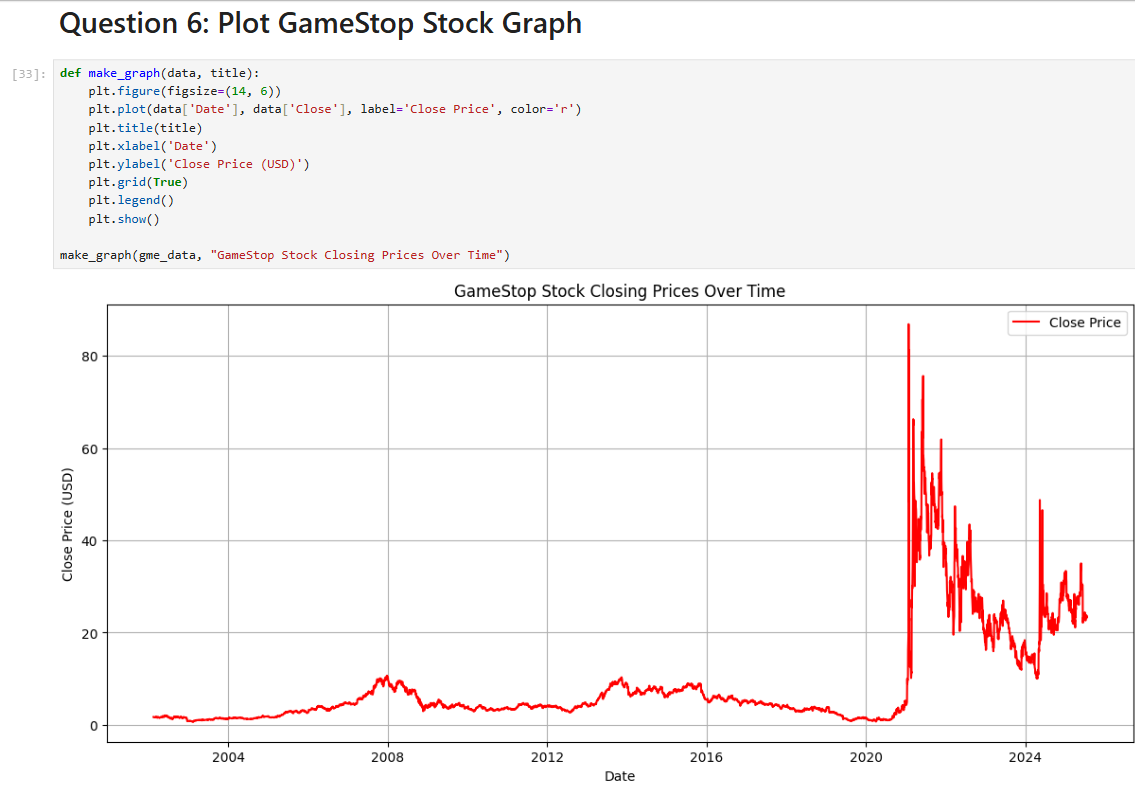 Question 6: Plot GameStop Stock Graph
[33]:
def make_graph(data, title):
    plt.figure(figsize=(14, 6))
    plt.plot(data['Date'], data['Close'], label='Close Price', color='r')
    plt.title(title)
    plt.xlabel('Date')
    plt.ylabel('Close Price (USD)')
    plt.grid(True)
    plt.legend()
    plt.show()
make_graph(gme_data, "GameStop Stock Closing Prices Over Time")
GameStop Stock Closing Prices Over Time
Close Price
Close Price (USD)
80
60
40
20
0
2004 2008 2012 2016 2020 2024
Date